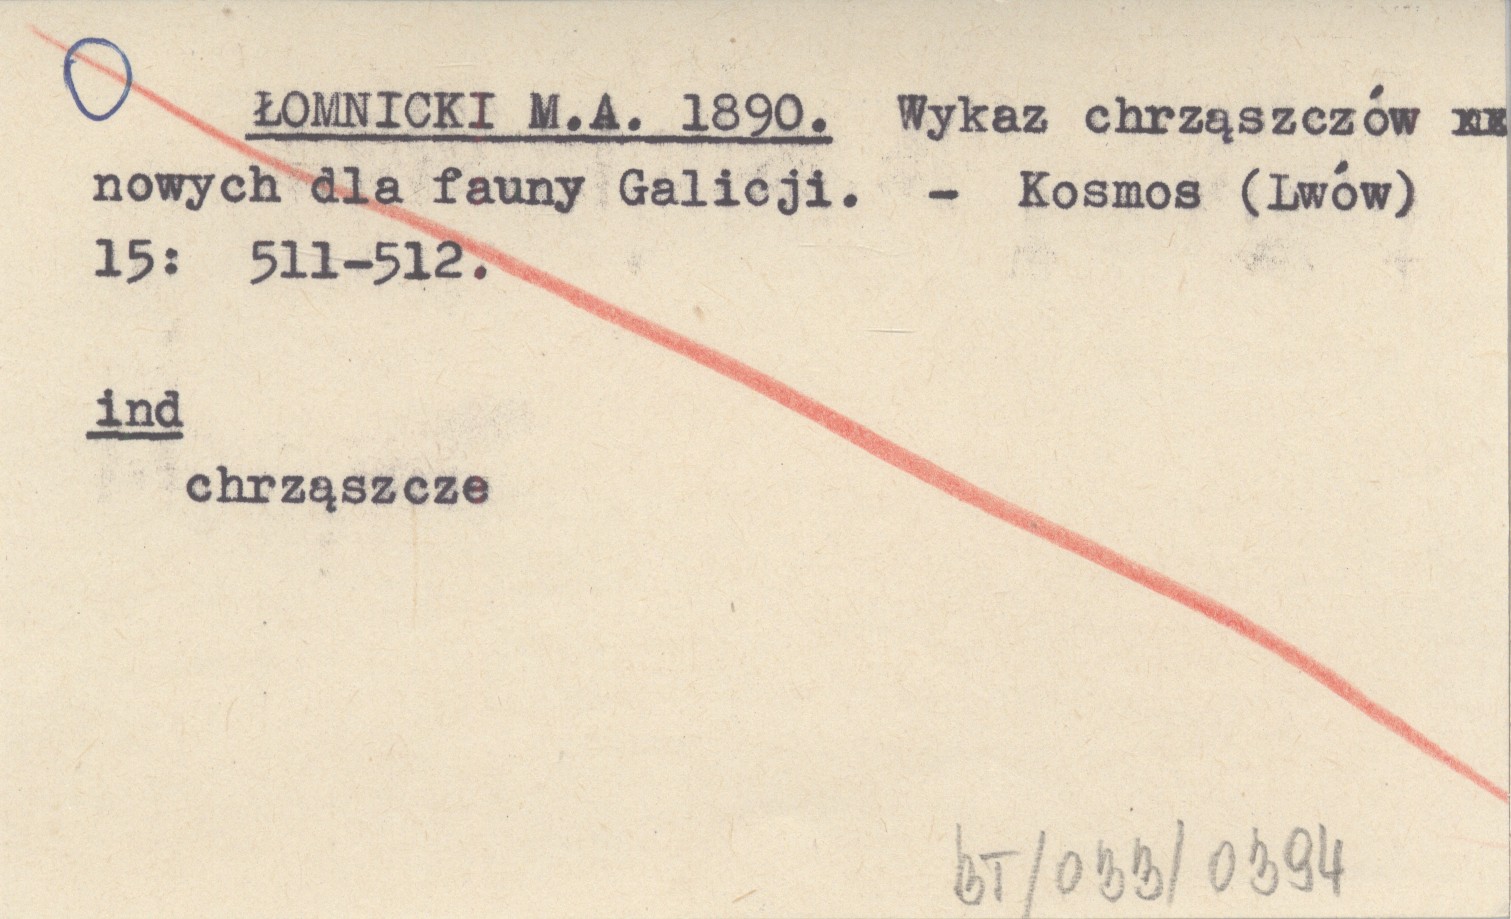 ŁOMNICKI M.A. 1890. Wykaz chrząszczów
nowych dla fauny Galicji. - Kosmos (Lwów)
15: 511-512.
ind
chrząszcze
BT/033/0394